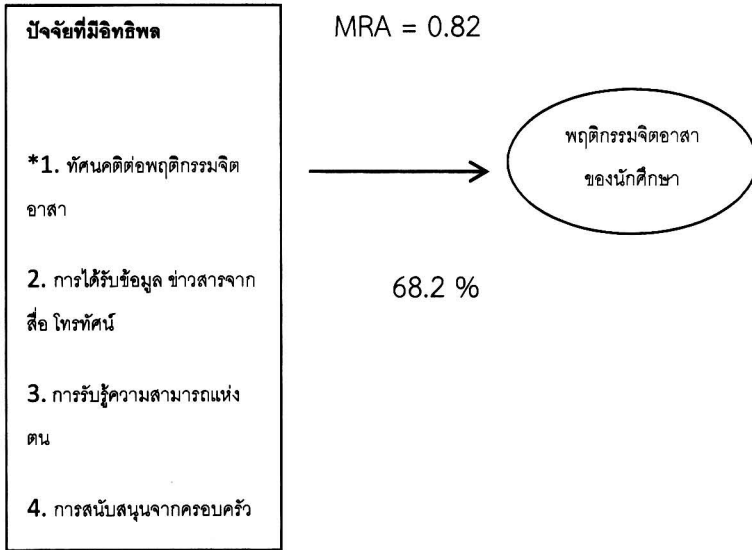 ปัจจัยที่มีอิทธิพล
MRA = 0.82
*1. ทัศนคติต่อพฤติกรรมจิต
อาสา
2. การได้รับข้อมูล ข่าวสารจาก
สื่อ โทรทัศน์
3. การรับรู้ความสามารถแห่ง
ตน
4. การสนับสนุนจากครอบครัว
68.2 %
พฤติกรรมจิตอาสา
ของนักศึกษา